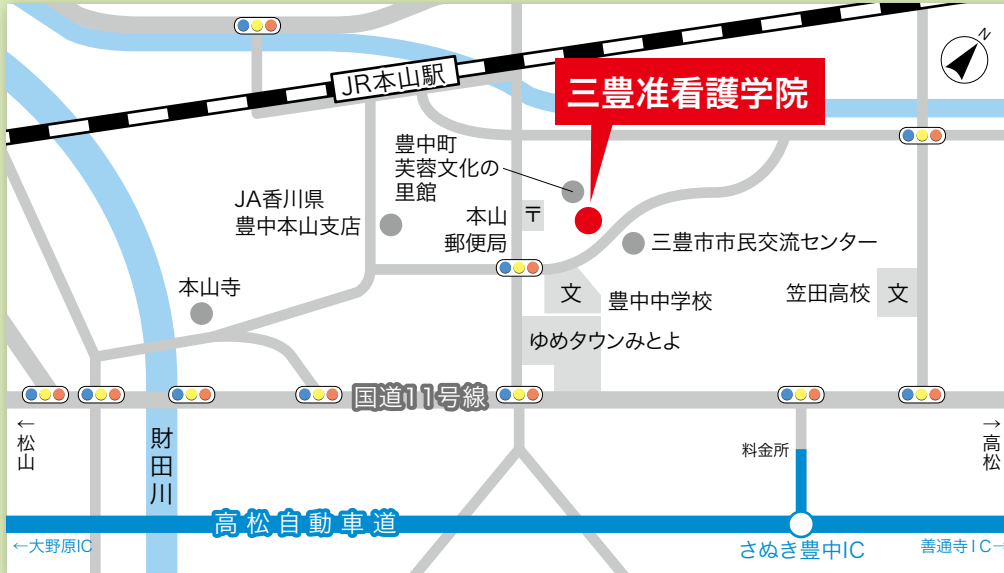 N
JR本山駅
三豊准看護学院
豊中町
芙蓉文化の
里館
JA香川県
豊中本山支店
本山
郵便局
〒
三豊市市民交流センター
本山寺
文
豊中中学校
笠田高校
文
ゆめタウンみとよ
国道11号線
←松山
財田川
料金所
→高松
高松自動車道
←大野原IC
さぬき豊中IC
善通寺IC→